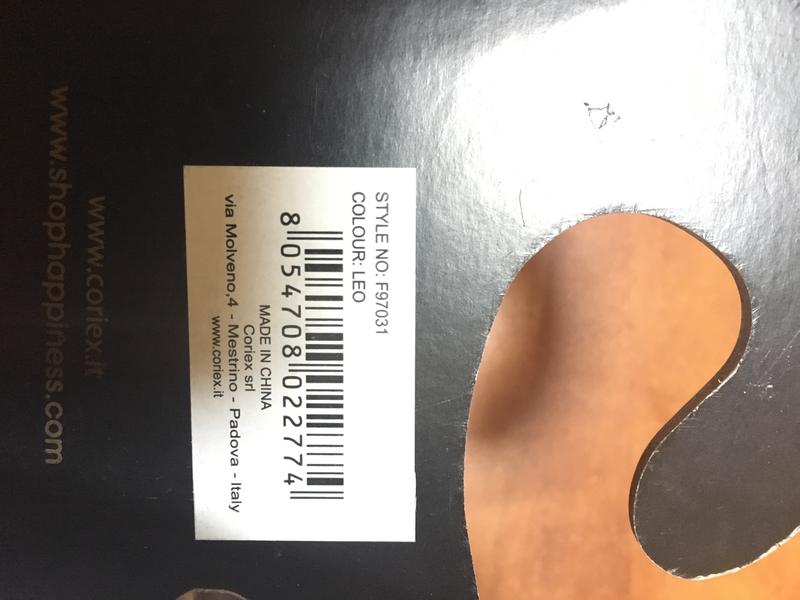 STYLE NO: F97031
COLOUR: LEO
8 054708 022774
MADE IN CHINA
Coriex srl
via Molveno,4 - Mestrino - Padova - Italy
www.coriex.it
www.coriex.it
www.shophappiness.com